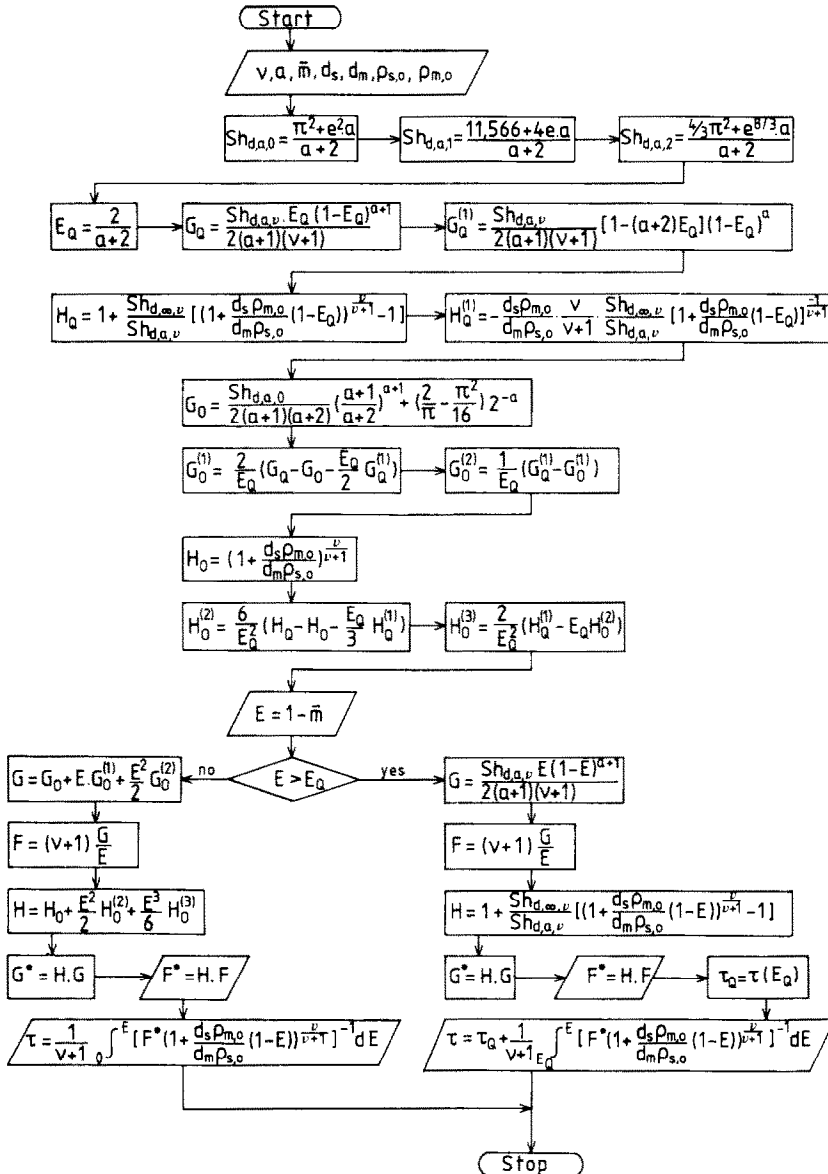 Start
ν, a, m̄, d_s, d_m, ρ_s,o, ρ_m,o
Sh_d,a,0 = (π² + e²a)/(a+2)
Sh_d,a,1 = (11,566 + 4e.a)/(a+2)
Sh_d,a,2 = (4/3π² + e^8/3.a)/(a+2)
E_Q = 2/(a+2)
G_Q = Sh_d,a,ν . E_Q (1-E_Q)^(a+1) / 2(a+1)(ν+1)
G_Q^(1) = Sh_d,a,ν / 2(a+1)(ν+1) [1-(a+2)E_Q](1-E_Q)^a
H_Q = 1 + Sh_d,∞,ν/Sh_d,a,ν [(1 + d_sρ_m,o/d_mρ_s,o (1-E_Q))^(ν/(ν+1)) - 1]
H_Q^(1) = - d_sρ_m,o/d_mρ_s,o . ν/(ν+1) . Sh_d,∞,ν/Sh_d,a,ν [1 + d_sρ_m,o/d_mρ_s,o (1-E_Q)]^(-1/(ν+1))
G_0 = Sh_d,a,0 / 2(a+1)(a+2) ((a+1)/(a+2))^(a+1) + (2/π - π²/16) 2^-a
G_0^(1) = 2/E_Q (G_Q - G_0 - E_Q/2 G_Q^(1))
G_0^(2) = 1/E_Q (G_Q^(1) - G_0^(1))
H_0 = (1 + d_sρ_m,o/d_mρ_s,o)^(ν/(ν+1))
H_0^(2) = 6/E_Q² (H_Q - H_0 - E_Q/3 H_Q^(1))
H_0^(3) = 2/E_Q² (H_Q^(1) - E_Q H_0^(2))
E = 1 - m̄
G = G_0 + E.G_0^(1) + E²/2 G_0^(2)
no
E > E_Q
yes
G = Sh_d,a,ν E(1-E)^(a+1) / 2(a+1)(ν+1)
F = (ν+1) G/E
F = (ν+1) G/E
H = H_0 + E²/2 H_0^(2) + E³/6 H_0^(3)
H = 1 + Sh_d,∞,ν/Sh_d,a,ν [(1 + d_sρ_m,o/d_mρ_s,o (1-E))^(ν/(ν+1)) - 1]
G* = H.G
F* = H.F
G* = H.G
F* = H.F
τ_Q = τ(E_Q)
τ = 1/(ν+1) 0∫^E [F*(1 + d_sρ_m,o/d_mρ_s,o (1-E))^(ν/(ν+1))]^-1 dE
τ = τ_Q + 1/(ν+1) E_Q∫^E [F*(1 + d_sρ_m,o/d_mρ_s,o (1-E))^(ν/(ν+1))]^-1 dE
Stop